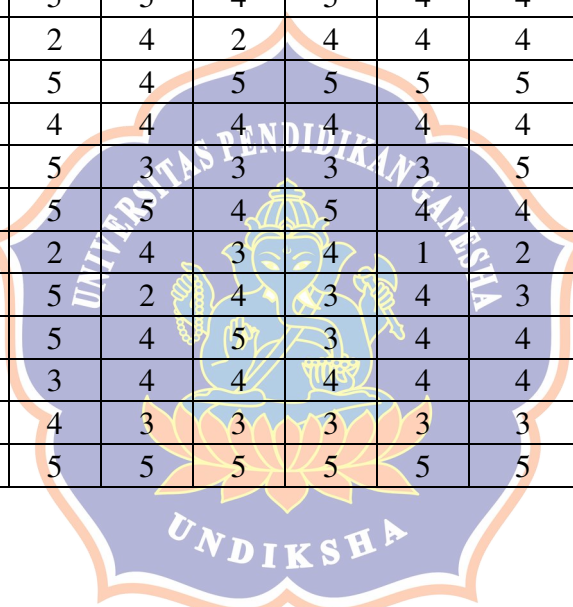 2 4 2 4 4 4
5 4 5 5 5 5
4 4 4 4 4 4
5 3 3 3 3 5
5 5 4 5 4 4
2 4 3 4 1 2
5 2 4 3 4 3
5 4 5 3 4 4
3 4 4 4 4 4
4 3 3 3 3 3
5 5 5 5 5 5
UNIVERSITAS PENDIDIKAN GANESHA
UNDIKSHA